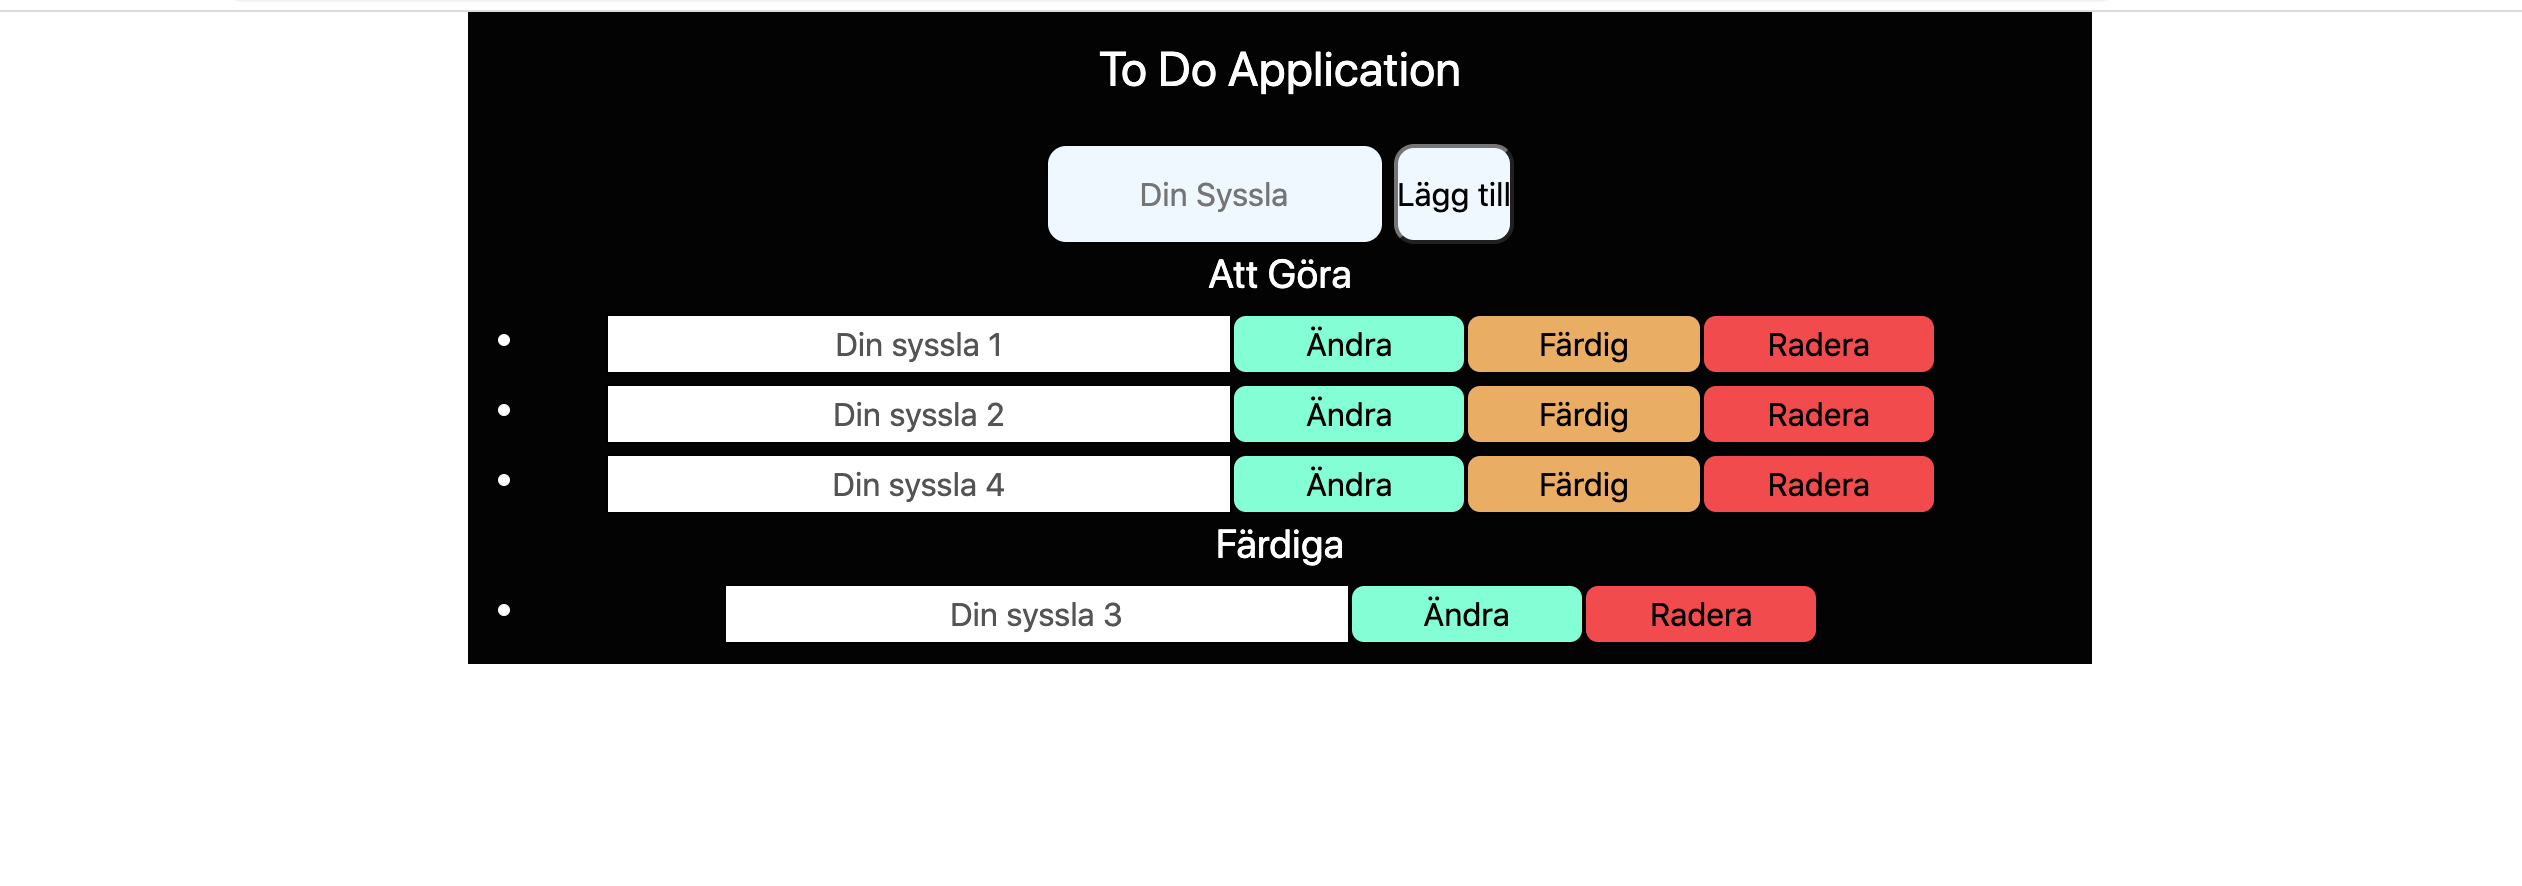 To Do Application
Din Syssla Lägg till
Att Göra
Din syssla 1 Ändra Färdig Radera
Din syssla 2 Ändra Färdig Radera
Din syssla 4 Ändra Färdig Radera
Färdiga
Din syssla 3 Ändra Radera